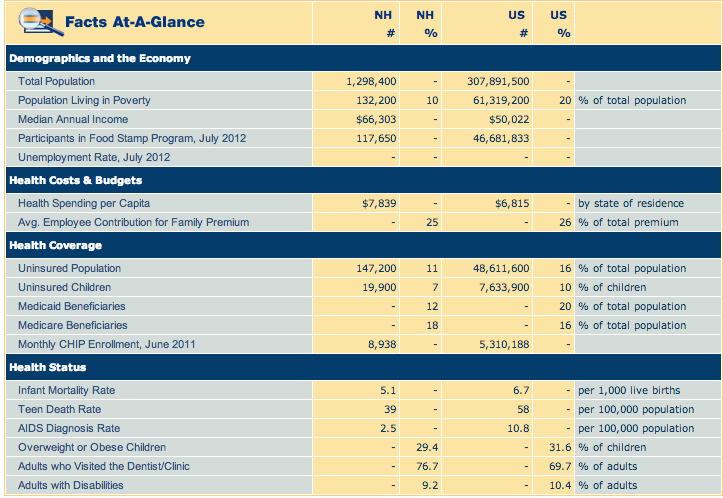 Facts At-A-Glance NH # NH % US # US %
Demographics and the Economy
Total Population 1,298,400 - 307,891,500 -
Population Living in Poverty 132,200 10 61,319,200 20 % of total population
Median Annual Income $66,303 - $50,022 -
Participants in Food Stamp Program, July 2012 117,650 - 46,681,833 -
Unemployment Rate, July 2012 - - - -
Health Costs & Budgets
Health Spending per Capita $7,839 - $6,815 - by state of residence
Avg. Employee Contribution for Family Premium - 25 - 26 % of total premium
Health Coverage
Uninsured Population 147,200 11 48,611,600 16 % of total population
Uninsured Children 19,900 7 7,633,900 10 % of children
Medicaid Beneficiaries - 12 - 20 % of total population
Medicare Beneficiaries - 18 - 16 % of total population
Monthly CHIP Enrollment, June 2011 8,938 - 5,310,188 -
Health Status
Infant Mortality Rate 5.1 - 6.7 - per 1,000 live births
Teen Death Rate 39 - 58 - per 100,000 population
AIDS Diagnosis Rate 2.5 - 10.8 - per 100,000 population
Overweight or Obese Children - 29.4 - 31.6 % of children
Adults who Visited the Dentist/Clinic - 76.7 - 69.7 % of adults
Adults with Disabilities - 9.2 - 10.4 % of adults